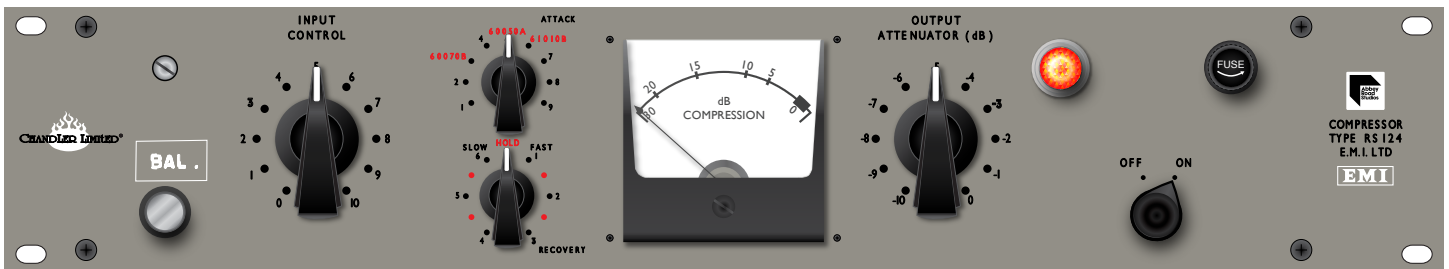 CHANDLER LIMITED®
BAL.
INPUT
CONTROL
0 1 2 3 4 5 6 7 8 9 10
ATTACK
60070B 60050A 61010B
1 2 4 7 8 9
SLOW HOLD FAST
6 1
5 2
4 3
RECOVERY
30 20 15 10 5 0
dB
COMPRESSION
OUTPUT
ATTENUATOR (dB)
-10 -9 -8 -7 -6 -5 -4 -3 -2 -1 0
FUSE
OFF ON
Abbey
Road
Studios
COMPRESSOR
TYPE RS124
E.M.I. LTD
EMI